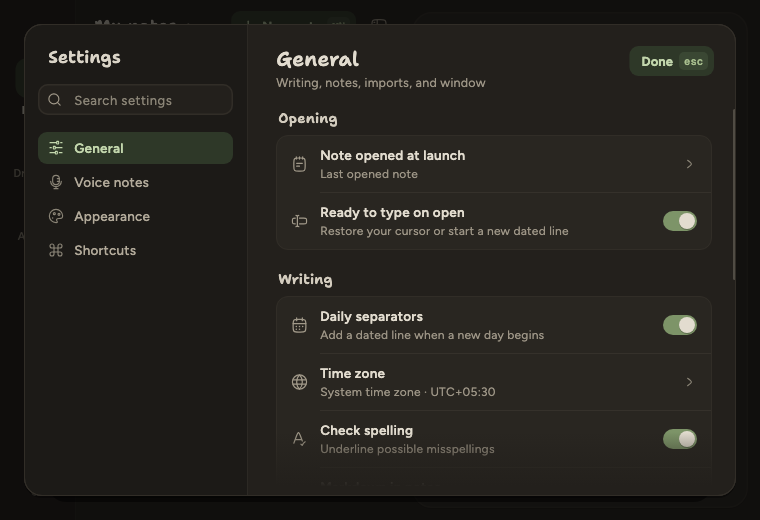 My notes
Settings
Search settings
General
Voice notes
Appearance
Shortcuts
General
Writing, notes, imports, and window
Done esc
Opening
Note opened at launch
Last opened note
Ready to type on open
Restore your cursor or start a new dated line
Writing
Daily separators
Add a dated line when a new day begins
Time zone
System time zone · UTC+05:30
Check spelling
Underline possible misspellings